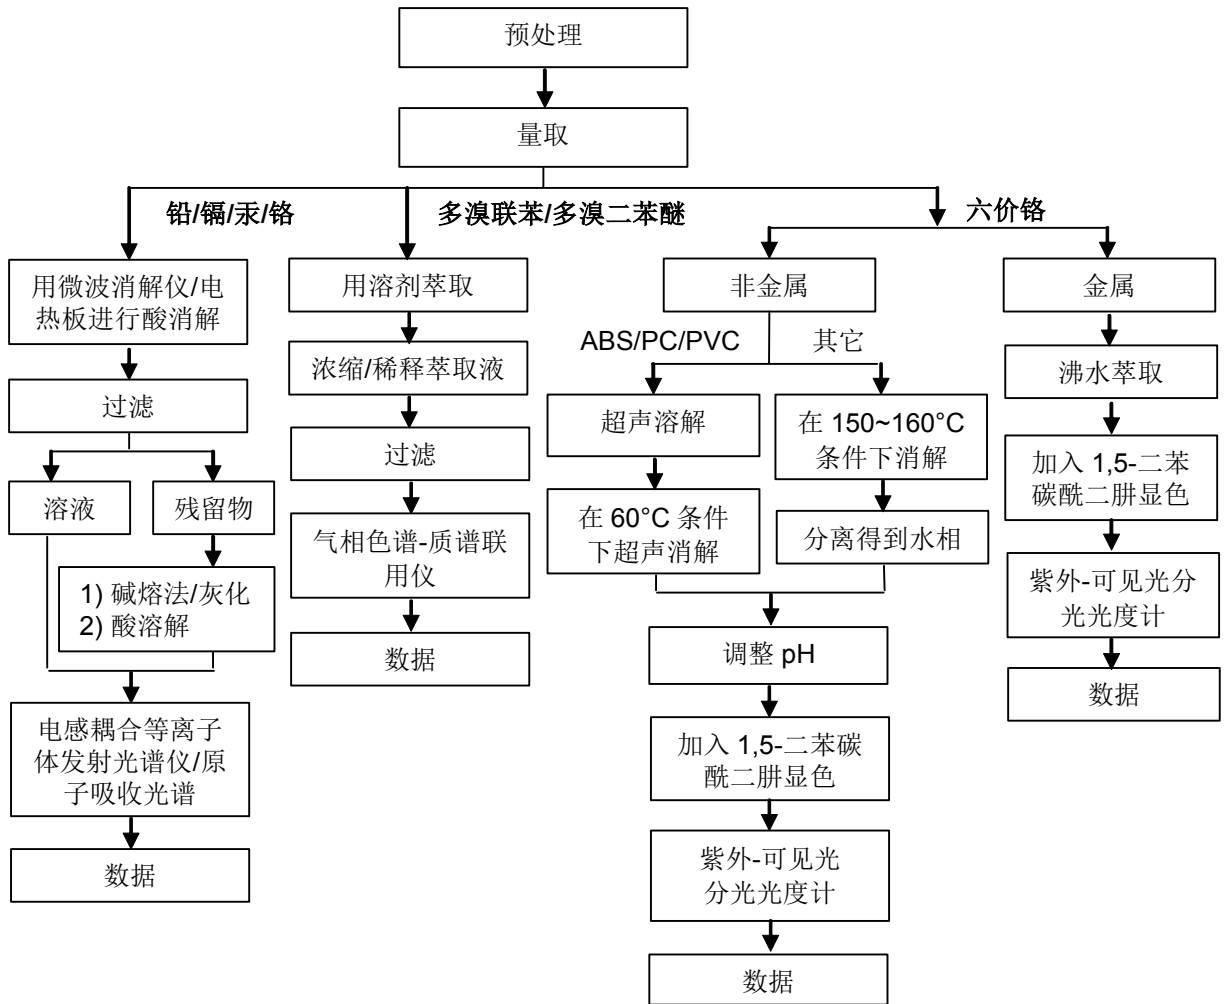 预处理
量取
铅/镉/汞/铬
多溴联苯/多溴二苯醚
六价铬
用微波消解仪/电
热板进行酸消解
过滤
溶液
残留物
1) 碱熔法/灰化
2) 酸溶解
电感耦合等离子
体发射光谱仪/原
子吸收光谱
数据
用溶剂萃取
浓缩/稀释萃取液
过滤
气相色谱-质谱联
用仪
数据
非金属
ABS/PC/PVC
其它
超声溶解
在 60°C 条件
下超声消解
在 150~160°C
条件下消解
分离得到水相
调整 pH
加入 1,5-二苯碳
酰二肼显色
紫外-可见光
分光光度计
数据
金属
沸水萃取
加入 1,5-二苯
碳酰二肼显色
紫外-可见光分
光光度计
数据